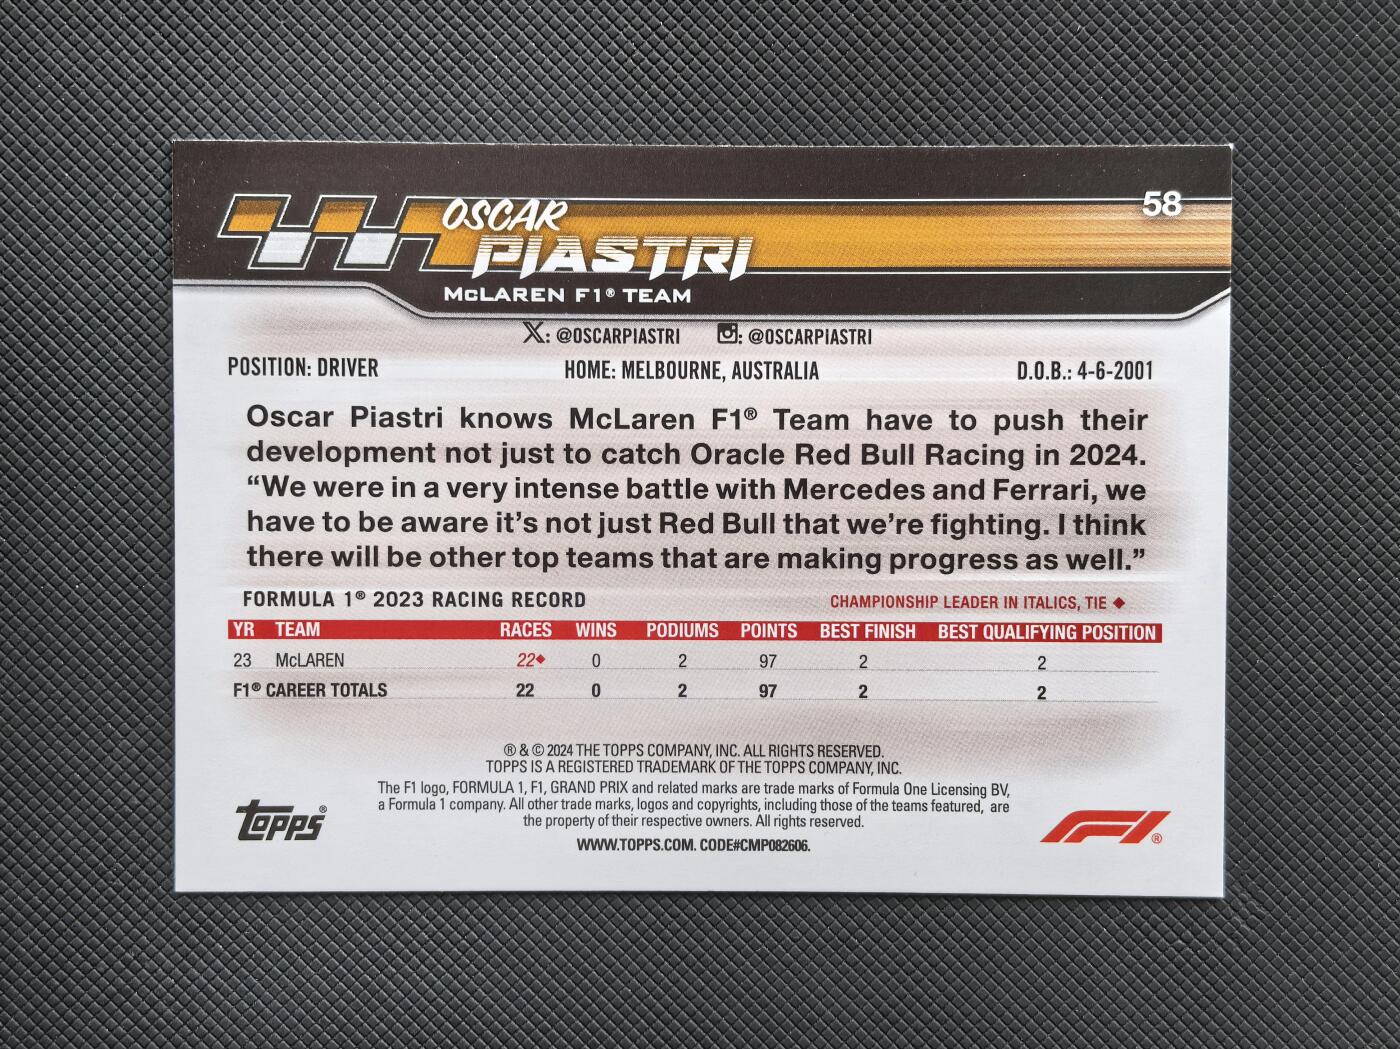 58
OSCAR
PIASTRI
McLAREN F1® TEAM
X: @OSCARPIASTRI : @OSCARPIASTRI
POSITION: DRIVER HOME: MELBOURNE, AUSTRALIA D.O.B.: 4-6-2001
Oscar Piastri knows McLaren F1® Team have to push their
development not just to catch Oracle Red Bull Racing in 2024.
“We were in a very intense battle with Mercedes and Ferrari, we
have to be aware it’s not just Red Bull that we’re fighting. I think
there will be other top teams that are making progress as well.”
FORMULA 1® 2023 RACING RECORD CHAMPIONSHIP LEADER IN ITALICS, TIE ◆
YR TEAM RACES WINS PODIUMS POINTS BEST FINISH BEST QUALIFYING POSITION
23 McLAREN 22◆ 0 2 97 2 2
F1® CAREER TOTALS 22 0 2 97 2 2
® & © 2024 THE TOPPS COMPANY, INC. ALL RIGHTS RESERVED.
TOPPS IS A REGISTERED TRADEMARK OF THE TOPPS COMPANY, INC.
The F1 logo, FORMULA 1, F1, GRAND PRIX and related marks are trade marks of Formula One Licensing BV,
a Formula 1 company. All other trade marks, logos and copyrights, including those of the teams featured, are
the property of their respective owners. All rights reserved.
WWW.TOPPS.COM. CODE#CMP082606.
topps®
F1®